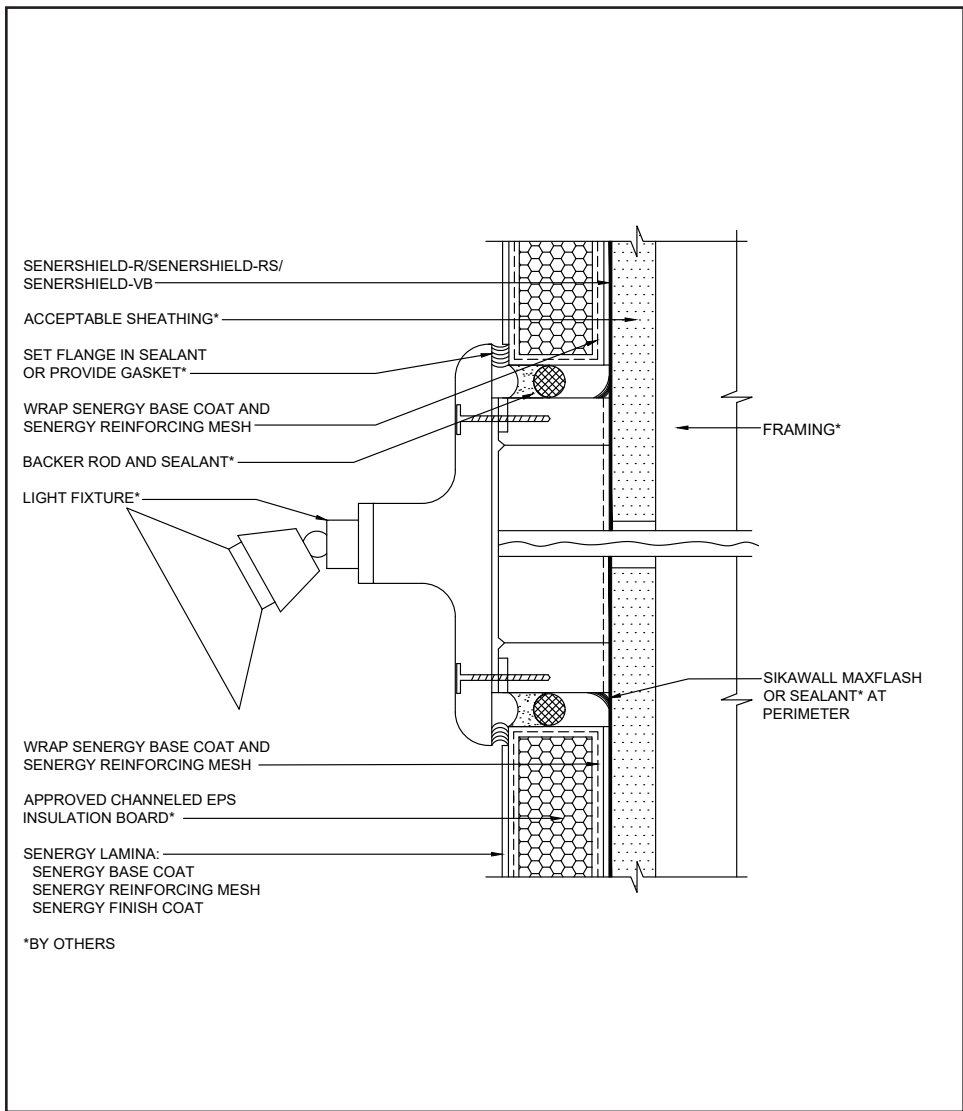 SENERSHIELD-R/SENERSHIELD-RS/
SENERSHIELD-VB
ACCEPTABLE SHEATHING*
SET FLANGE IN SEALANT
OR PROVIDE GASKET*
WRAP SENERGY BASE COAT AND
SENERGY REINFORCING MESH
BACKER ROD AND SEALANT*
LIGHT FIXTURE*
FRAMING*
SIKAWALL MAXFLASH
OR SEALANT* AT
PERIMETER
WRAP SENERGY BASE COAT AND
SENERGY REINFORCING MESH
APPROVED CHANNELED EPS
INSULATION BOARD*
SENERGY LAMINA:
SENERGY BASE COAT
SENERGY REINFORCING MESH
SENERGY FINISH COAT
*BY OTHERS